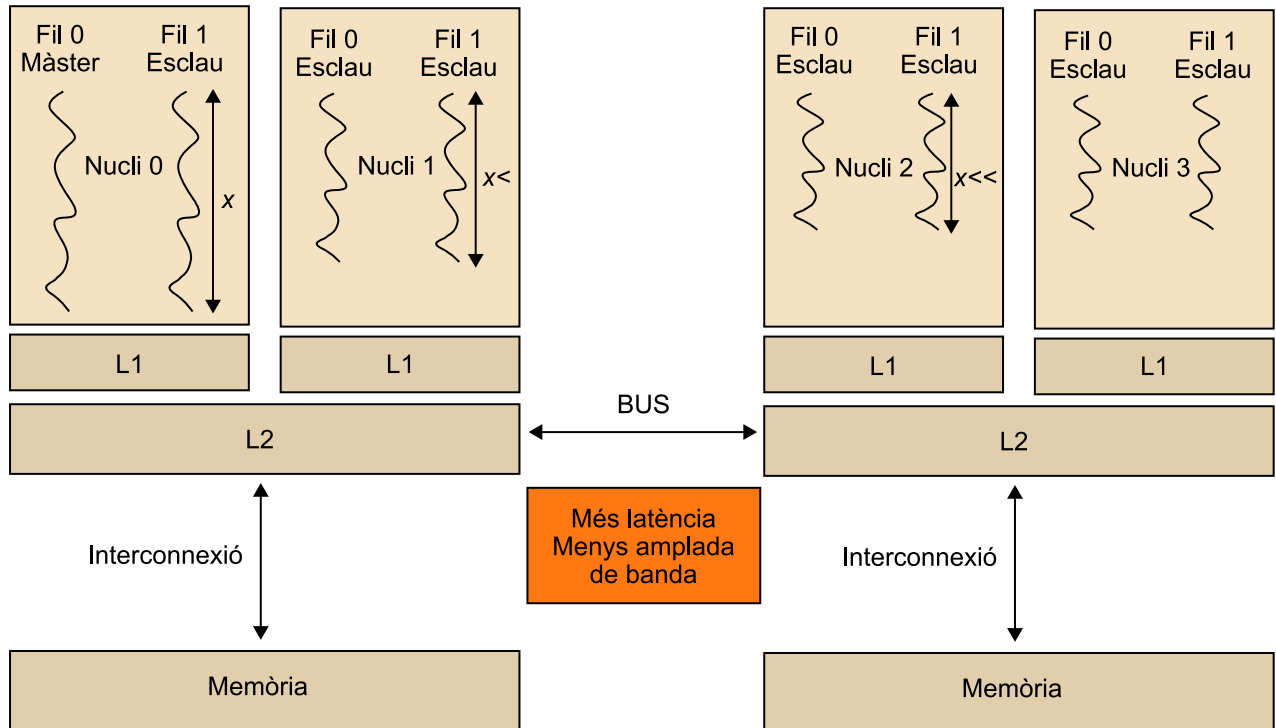 Fil 0
Màster
Fil 1
Esclau
Nucli 0
x
Fil 0
Esclau
Fil 1
Esclau
Nucli 1
x<
Fil 0
Esclau
Fil 1
Esclau
Nucli 2
x<<
Fil 0
Esclau
Fil 1
Esclau
Nucli 3
L1
L1
L1
L1
L2
BUS
L2
Interconnexió
Més latència
Menys amplada
de banda
Interconnexió
Memòria
Memòria